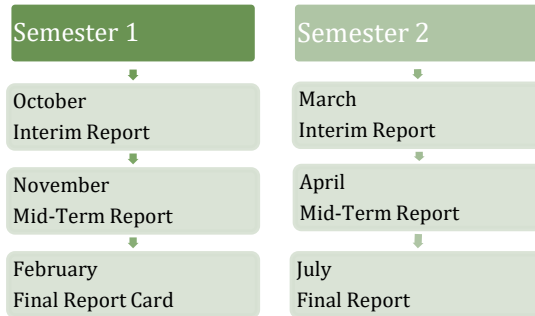 Semester 1
October
Interim Report
November
Mid-Term Report
February
Final Report Card
Semester 2
March
Interim Report
April
Mid-Term Report
July
Final Report